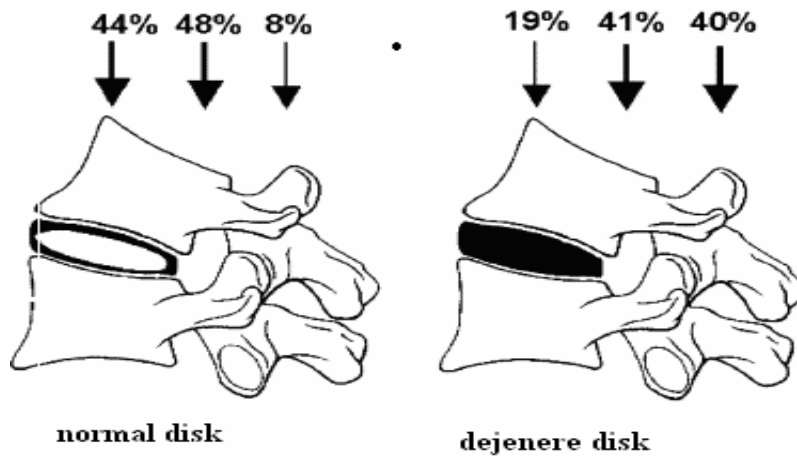 44% 48% 8%
19% 41% 40%
normal disk
dejenere disk